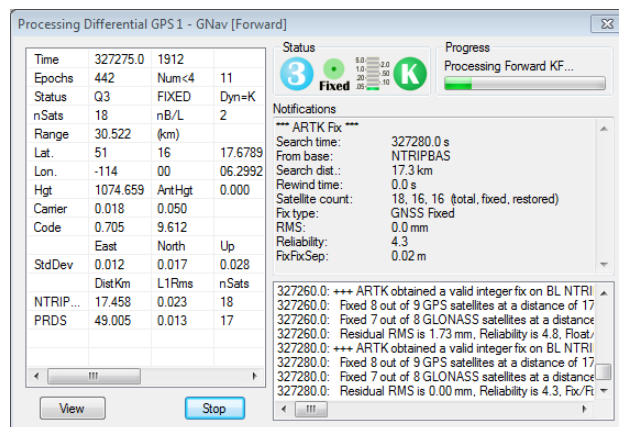 Processing Differential GPS 1 - GNav [Forward]
Time 327275.0 1912
Epochs 442 Num<4 11
Status Q3 FIXED Dyn=K
nSats 18 nB/L 2
Range 30.522 (km)
Lat. 51 16 17.6789
Lon. -114 00 06.2992
Hgt 1074.659 AntHgt 0.000
Carrier 0.018 0.050
Code 0.705 9.612
East North Up
StdDev 0.012 0.017 0.028
DistKm L1Rms nSats
NTRIP... 17.458 0.023 18
PRDS 49.005 0.013 17
View
Stop
Status
3
Fixed
5.0
1.0
.20
.05
2.0
.50
.10
K
Progress
Processing Forward KF...
Notifications
*** ARTK Fix ***
Search time: 327280.0 s
From base: NTRIPBAS
Search dist.: 17.3 km
Rewind time: 0.0 s
Satellite count: 18, 16, 16 (total, fixed, restored)
Fix type: GNSS Fixed
RMS: 0.0 mm
Reliability: 4.3
FixFixSep: 0.02 m
327260.0: +++ ARTK obtained a valid integer fix on BL NTRI
327260.0: Fixed 8 out of 9 GPS satellites at a distance of 17
327260.0: Fixed 7 out of 8 GLONASS satellites at a distance
327260.0: Residual RMS is 1.73 mm, Reliability is 4.8, Float/
327280.0: +++ ARTK obtained a valid integer fix on BL NTRI
327280.0: Fixed 8 out of 9 GPS satellites at a distance of 17
327280.0: Fixed 7 out of 8 GLONASS satellites at a distance
327280.0: Residual RMS is 0.00 mm, Reliability is 4.3, Fix/Fi